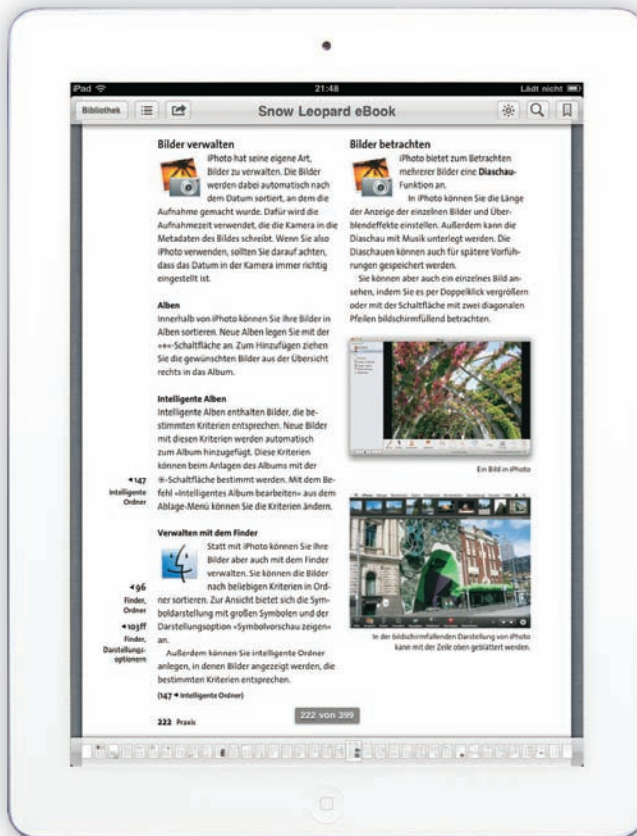 iPad
21:48
Lädt nicht
Bibliothek
Snow Leopard eBook
Bilder verwalten
iPhoto hat seine eigene Art,
Bilder zu verwalten. Die Bilder
werden dabei automatisch nach
dem Datum sortiert, an dem die
Aufnahme gemacht wurde. Dafür wird die
Aufnahmezeit verwendet, die die Kamera in die
Metadaten des Bildes schreibt. Wenn Sie also
iPhoto verwenden, sollten Sie darauf achten,
dass das Datum in der Kamera immer richtig
eingestellt ist.
Alben
Innerhalb von iPhoto können Sie Ihre Bilder in
Alben sortieren. Neue Alben legen Sie mit der
»+«-Schaltfläche an. Zum Hinzufügen ziehen
Sie die gewünschten Bilder aus der Übersicht
rechts in das Album.
Intelligente Alben
Intelligente Alben enthalten Bilder, die be-
stimmten Kriterien entsprechen. Neue Bilder
mit diesen Kriterien werden automatisch
zum Album hinzugefügt. Diese Kriterien
können beim Anlagen des Albums mit der
-Schaltfläche bestimmt werden. Mit dem Be-
fehl »Intelligentes Album bearbeiten« aus dem
Ablage-Menü können Sie die Kriterien ändern.
◄147
Intelligente
Ordner
Verwalten mit dem Finder
Statt mit iPhoto können Sie Ihre
Bilder aber auch mit dem Finder
verwalten. Sie können die Bilder
nach beliebigen Kriterien in Ord-
ner sortieren. Zur Ansicht bietet sich die Sym-
boldarstellung mit großen Symbolen und der
Darstellungsoption »Symbolvorschau zeigen«
an.
Außerdem können Sie intelligente Ordner
anlegen, in denen Bilder angezeigt werden, die
bestimmten Kriterien entsprechen.
(147 ◄ Intelligente Ordner)
◄96
Finder,
Ordner
◄103ff
Finder,
Darstellungs-
optionern
222 Praxis
Bilder betrachten
iPhoto bietet zum Betrachten
mehrerer Bilder eine Diaschau-
Funktion an.
In iPhoto können Sie die Länge
der Anzeige der einzelnen Bilder und Über-
blendeffekte einstellen. Außerdem kann die
Diaschau mit Musik unterlegt werden. Die
Diaschauen können auch für spätere Vorfüh-
rungen gespeichert werden.
Sie können aber auch ein einzelnes Bild an-
sehen, indem Sie es per Doppelklick vergrößern
oder mit der Schaltfläche mit zwei diagonalen
Pfeilen bildschirmfüllend betrachten.
Ein Bild in iPhoto
In der bildschirmfüllenden Darstellung von iPhoto
kann mit der Zeile oben geblättert werden.
222 von 399